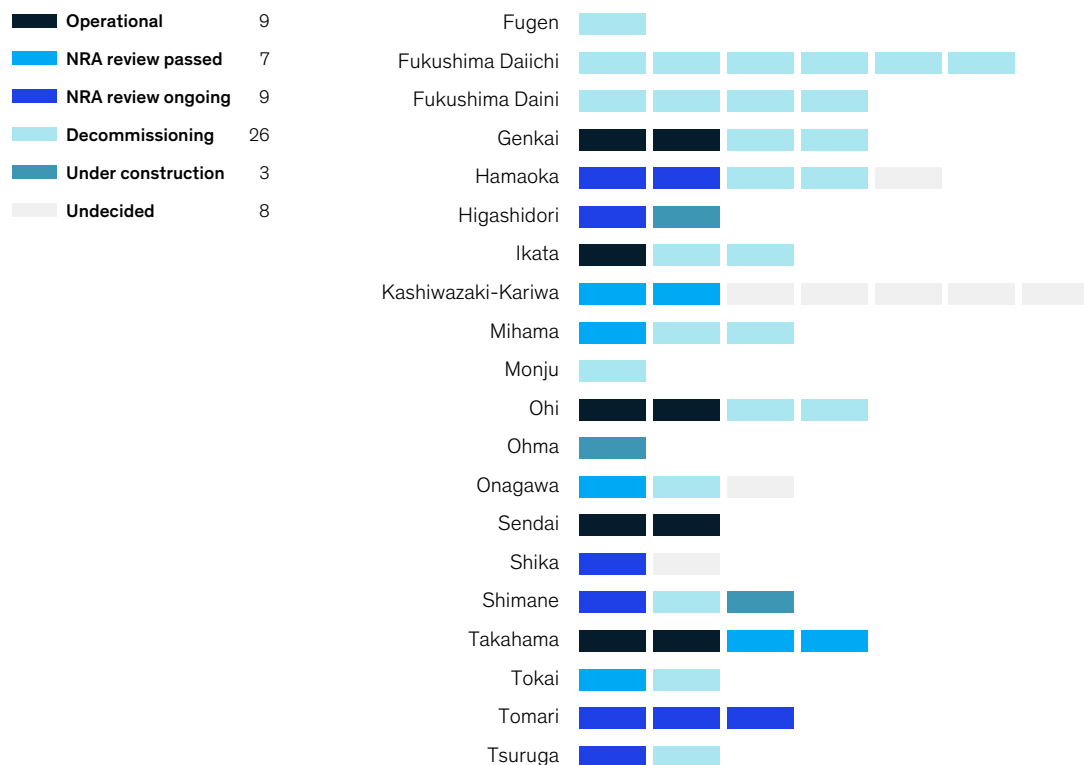 Operational 9
NRA review passed 7
NRA review ongoing 9
Decommissioning 26
Under construction 3
Undecided 8
Fugen
Fukushima Daiichi
Fukushima Daini
Genkai
Hamaoka
Higashidori
Ikata
Kashiwazaki-Kariwa
Mihama
Monju
Ohi
Ohma
Onagawa
Sendai
Shika
Shimane
Takahama
Tokai
Tomari
Tsuruga